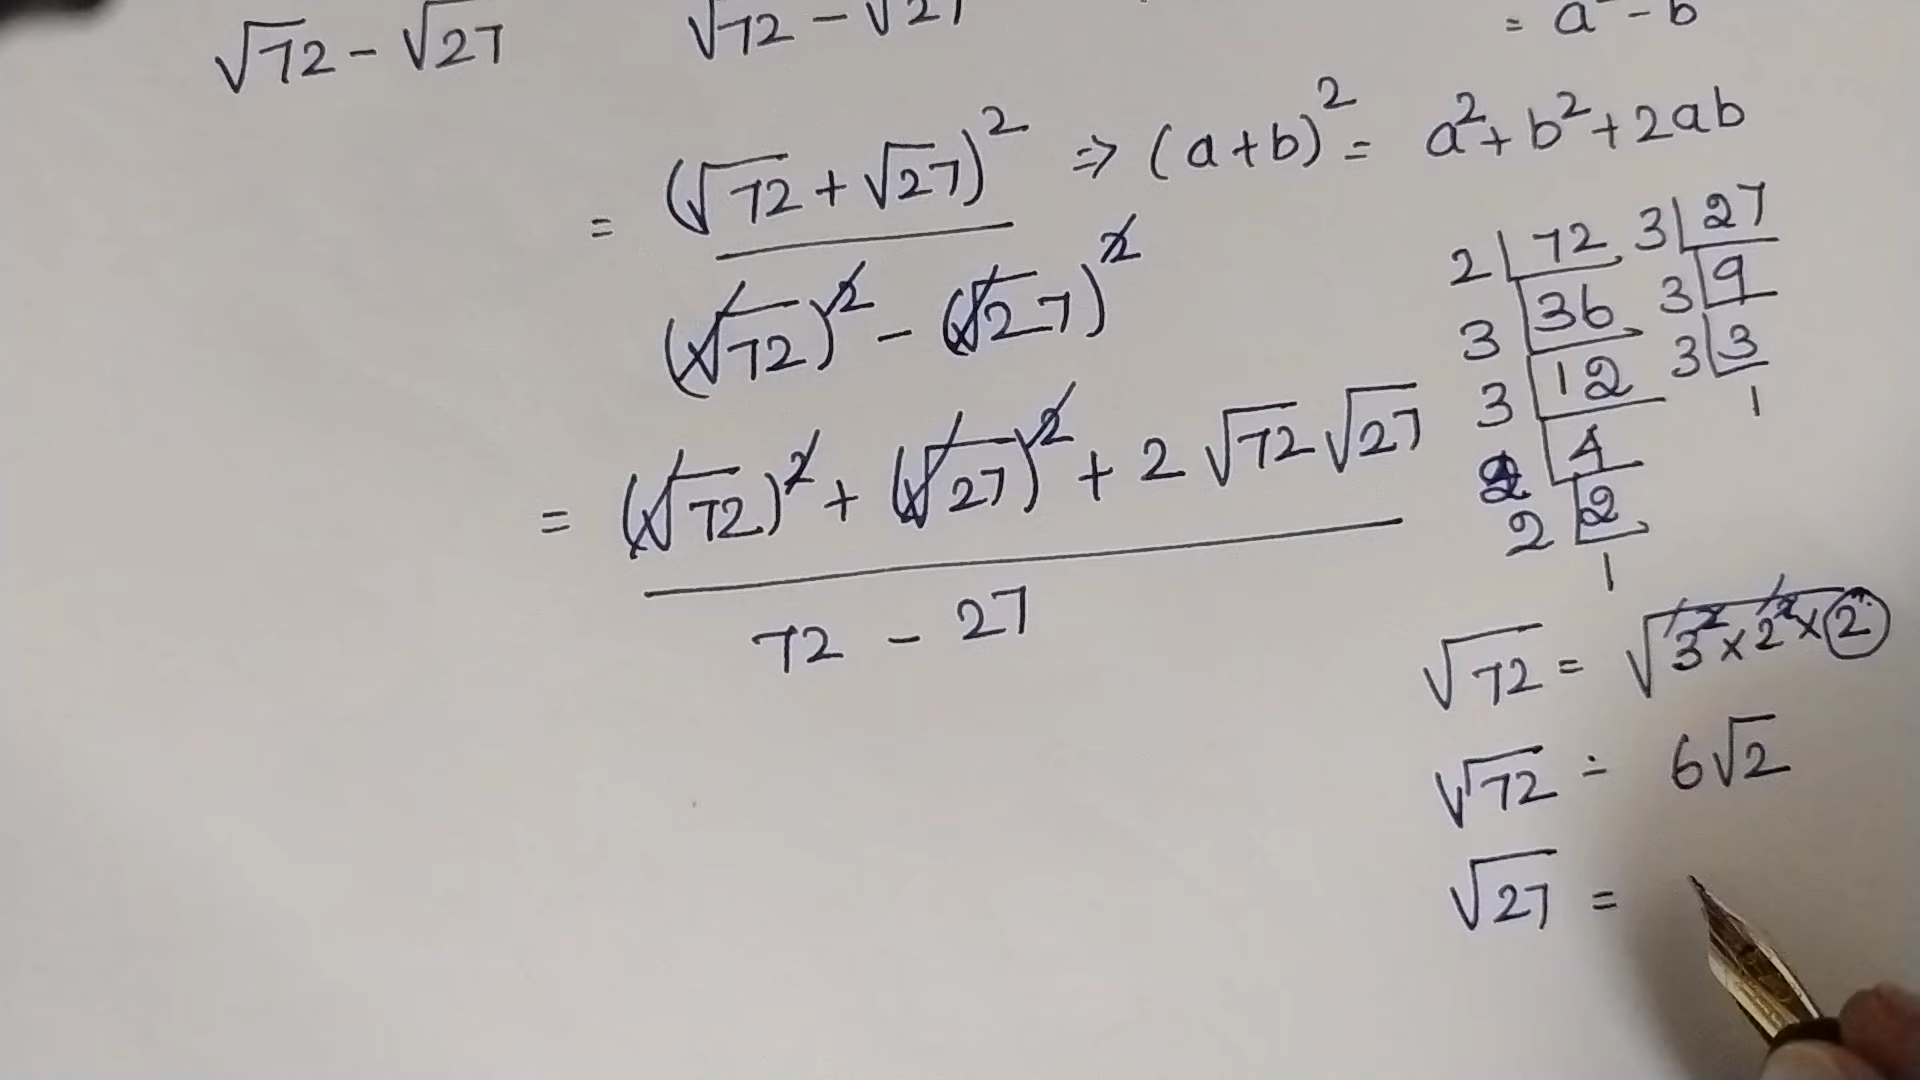 √72 - √27   √72 - √27   = a² - b
= (√72 + √27)² ⇒ (a+b)² = a² + b² + 2ab
(√72)² - (√27)²
= (√72)² + (√27)² + 2 √72 √27
72 - 27
2 | 72
3 | 36
3 | 12
2 | 4
2 | 2
1
3 | 27
3 | 9
3 | 3
1
√72 = √3² × 2² × 2
√72 = 6√2
√27 =